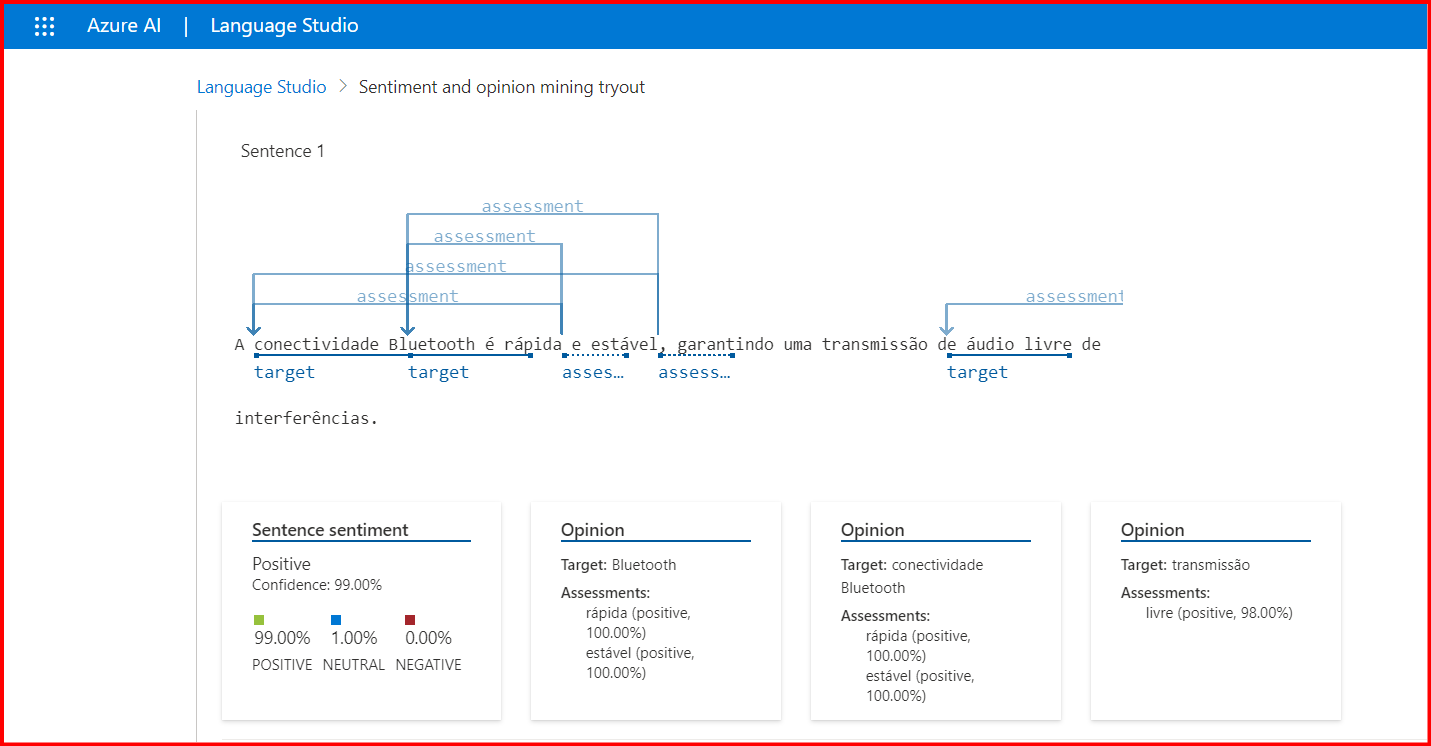 Azure AI | Language Studio
Language Studio > Sentiment and opinion mining tryout
Sentence 1
assessment
assessment
assessment
assessment assessment
A conectividade Bluetooth é rápida e estável, garantindo uma transmissão de áudio livre de
target target asses... assess... target
interferências.
Sentence sentiment
Positive
Confidence: 99.00%
99.00% 1.00% 0.00%
POSITIVE NEUTRAL NEGATIVE
Opinion
Target: Bluetooth
Assessments:
rápida (positive,
100.00%)
estável (positive,
100.00%)
Opinion
Target: conectividade
Bluetooth
Assessments:
rápida (positive,
100.00%)
estável (positive,
100.00%)
Opinion
Target: transmissão
Assessments:
livre (positive, 98.00%)